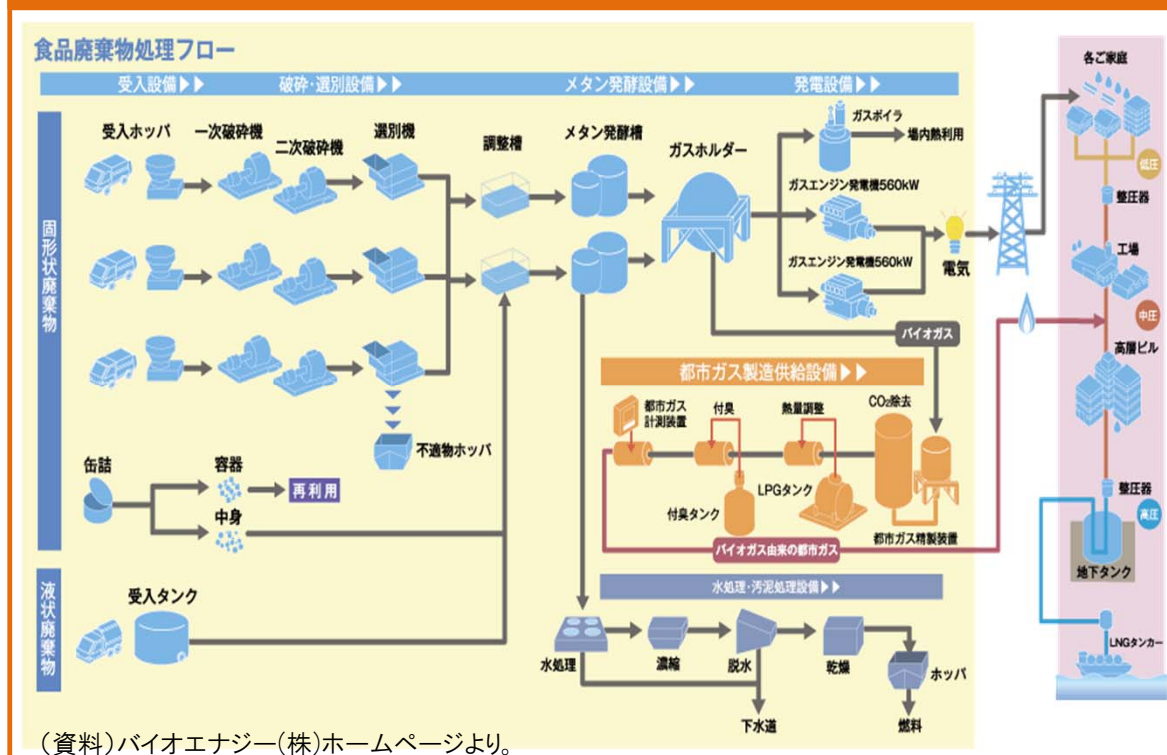 食品廃棄物処理フロー
受入設備▶▶
破砕・選別設備▶▶
メタン発酵設備▶▶
発電設備▶▶
固形状廃棄物
受入ホッパ
一次破砕機
二次破砕機
選別機
調整槽
メタン発酵槽
ガスホルダー
ガスボイラ
場内熱利用
ガスエンジン発電機560kW
ガスエンジン発電機560kW
電気
バイオガス
不適物ホッパ
缶詰
容器
再利用
中身
液状廃棄物
受入タンク
都市ガス製造供給設備▶▶
都市ガス
計測装置
付臭
熱量調整
CO₂除去
付臭タンク
LPGタンク
都市ガス精製装置
バイオガス由来の都市ガス
水処理・汚泥処理設備▶▶
水処理
濃縮
脱水
乾燥
ホッパ
下水道
燃料
各ご家庭
低圧
整圧器
工場
中圧
高層ビル
整圧器
高圧
地下タンク
LNGタンカー
（資料）バイオエナジー(株)ホームページより。